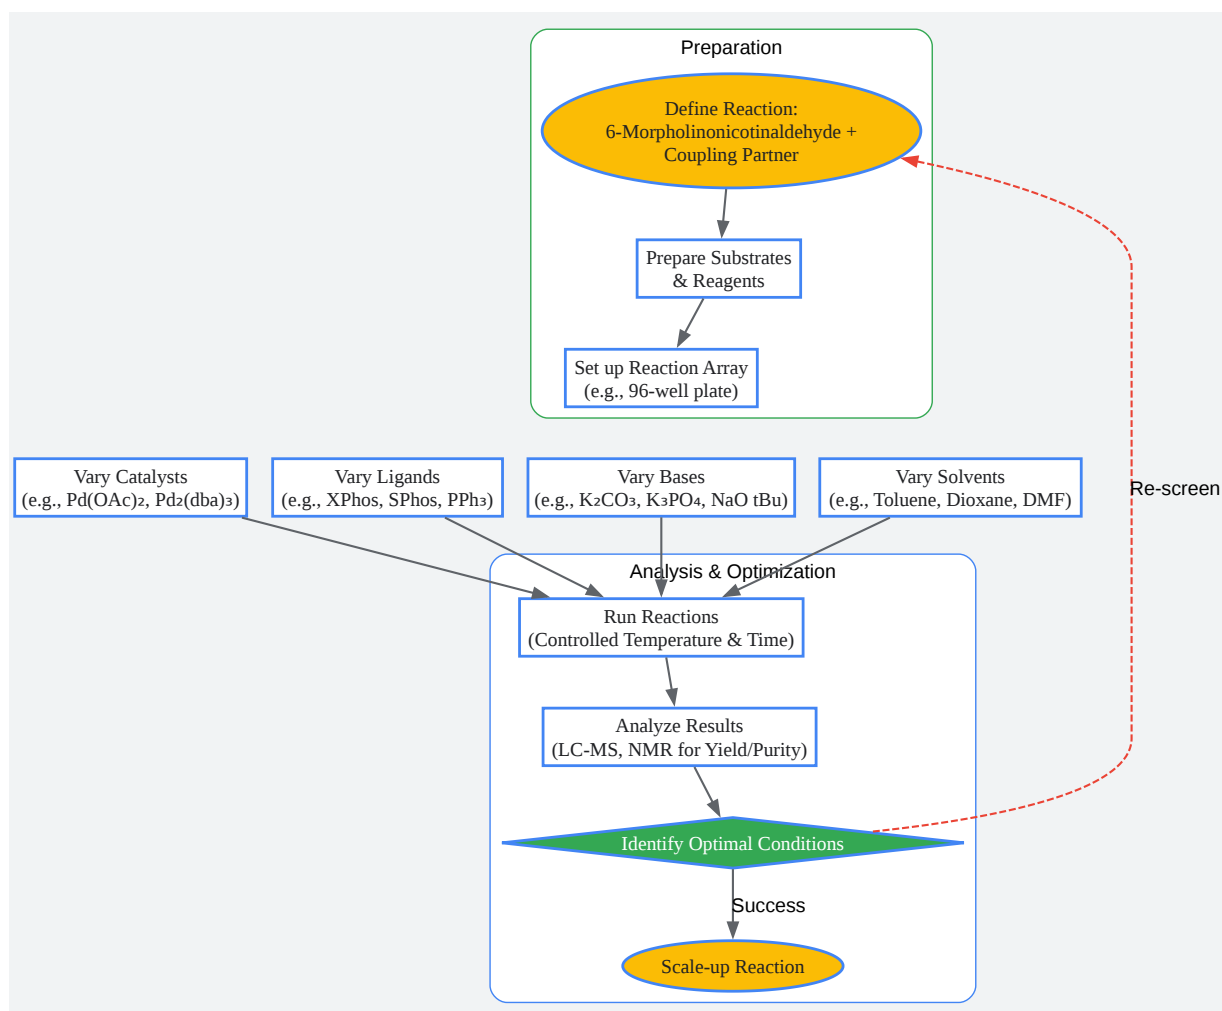 Preparation
Define Reaction:
6-Morpholinonicotinaldehyde +
Coupling Partner
Prepare Substrates
& Reagents
Set up Reaction Array
(e.g., 96-well plate)
Vary Catalysts
(e.g., Pd(OAc)₂, Pd₂(dba)₃)
Vary Ligands
(e.g., XPhos, SPhos, PPh₃)
Vary Bases
(e.g., K₂CO₃, K₃PO₄, NaO tBu)
Vary Solvents
(e.g., Toluene, Dioxane, DMF)
Re-screen
Analysis & Optimization
Run Reactions
(Controlled Temperature & Time)
Analyze Results
(LC-MS, NMR for Yield/Purity)
Identify Optimal Conditions
Success
Scale-up Reaction